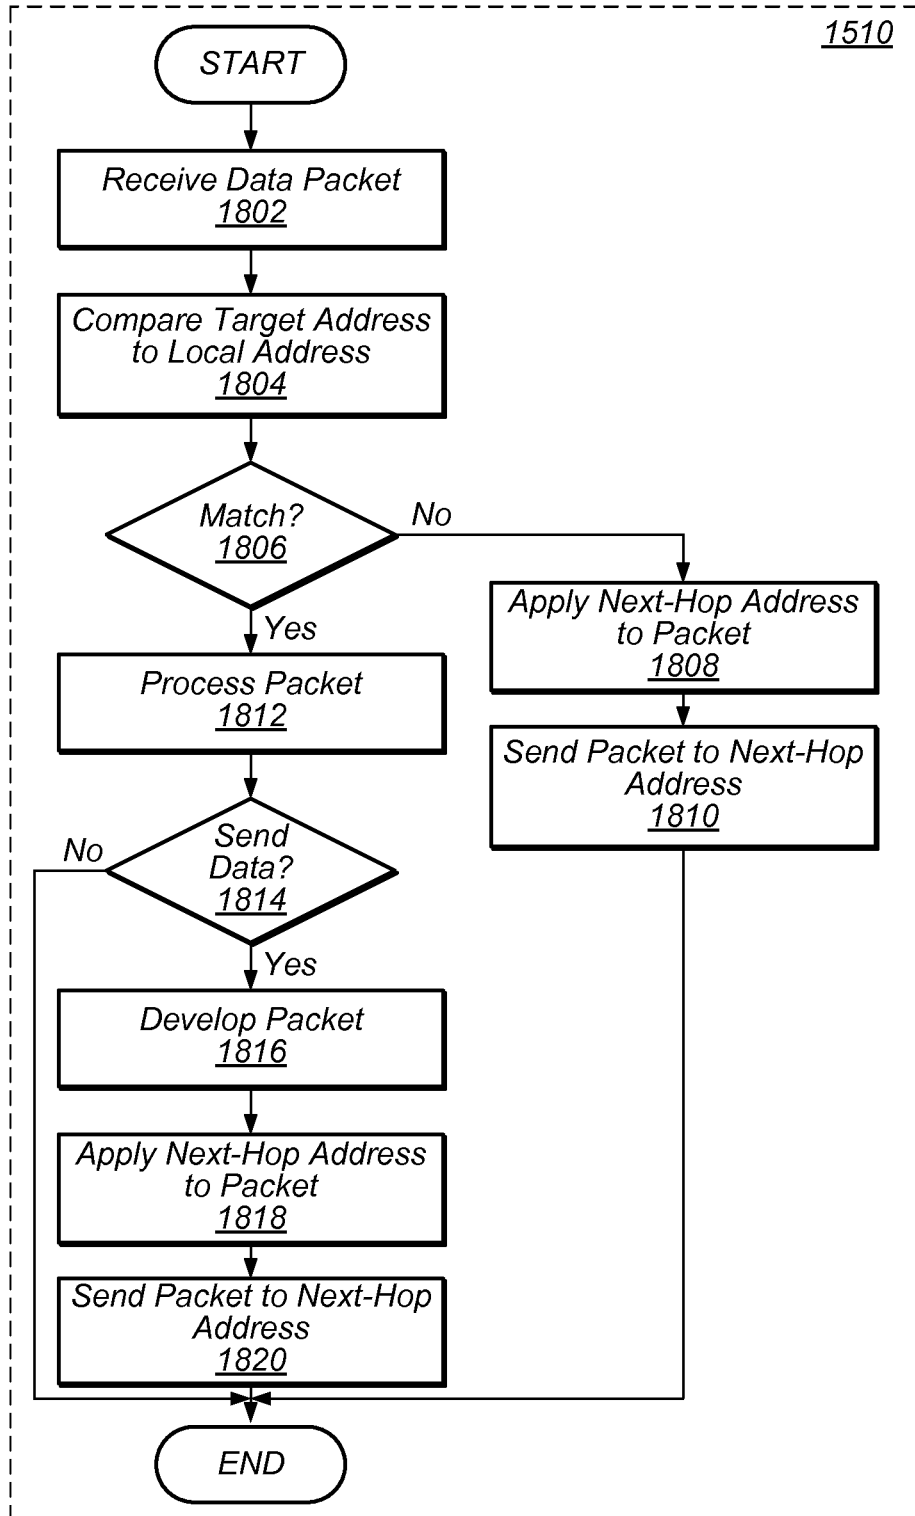 1510
START
Receive Data Packet
1802
Compare Target Address
to Local Address
1804
Match?
1806
No
Yes
Apply Next-Hop Address
to Packet
1808
Process Packet
1812
Send Packet to Next-Hop
Address
1810
Send
Data?
1814
No
Yes
Develop Packet
1816
Apply Next-Hop Address
to Packet
1818
Send Packet to Next-Hop
Address
1820
END